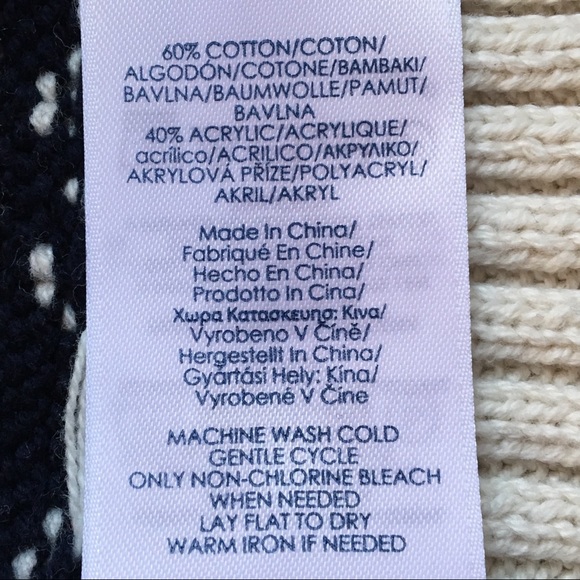 60% COTTON/COTON/
ALGODÓN/COTONE/BAMBAKI/
BAVLNA/BAUMWOLLE/PAMUT/
BAVLNA
40% ACRYLIC/ACRYLIQUE/
acrílico/ACRILICO/ΑΚΡΥΛΙΚΟ/
AKRYLOVÁ PŘÍZE/POLYACRYL/
AKRIL/AKRYL
Made In China/
Fabriqué En Chine/
Hecho En China/
Prodotto In Cina/
Χωρα Κατασκευησ: Κινα/
Vyrobeno V Číně/
Hergestellt In China/
Gyártási Hely: Kína/
Vyrobené V Číne
MACHINE WASH COLD
GENTLE CYCLE
ONLY NON-CHLORINE BLEACH
WHEN NEEDED
LAY FLAT TO DRY
WARM IRON IF NEEDED